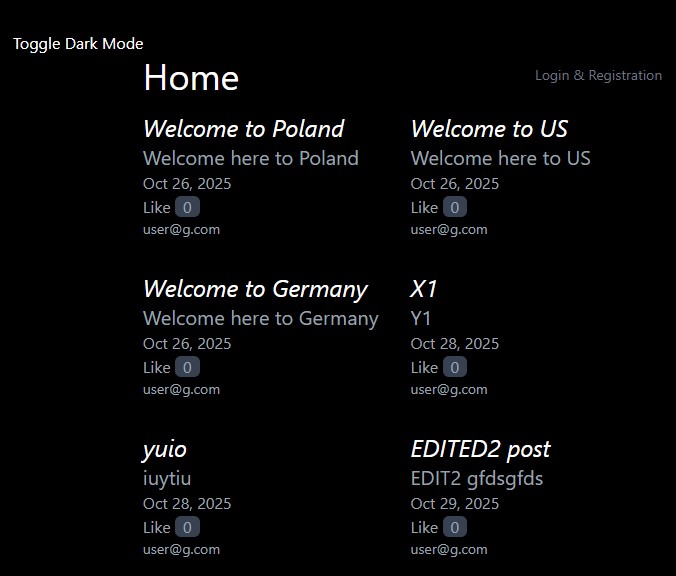 Toggle Dark Mode
Home
Login & Registration
Welcome to Poland
Welcome here to Poland
Oct 26, 2025
Like 0
user@g.com
Welcome to US
Welcome here to US
Oct 26, 2025
Like 0
user@g.com
Welcome to Germany
Welcome here to Germany
Oct 26, 2025
Like 0
user@g.com
X1
Y1
Oct 28, 2025
Like 0
user@g.com
yuio
iuytiu
Oct 28, 2025
Like 0
user@g.com
EDITED2 post
EDIT2 gfdsgfds
Oct 29, 2025
Like 0
user@g.com